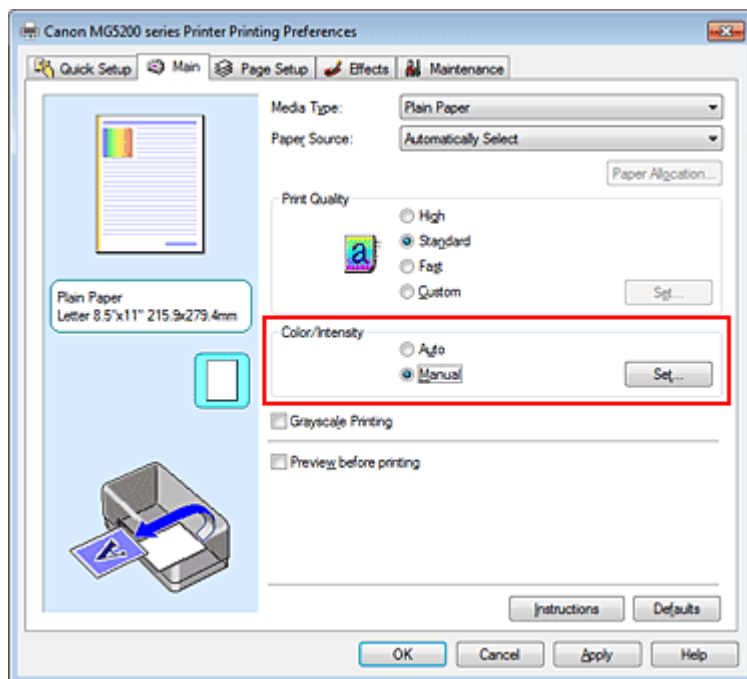 Canon MG5200 series Printer Printing Preferences
Quick Setup Main Page Setup Effects Maintenance
Media Type: Plain Paper
Paper Source: Automatically Select
Paper Allocation...
Print Quality
High
a Standard
Fast
Custom Set...
Plain Paper
Letter 8.5"x11" 215.9x279.4mm
Color/Intensity
Auto
Manual Set...
Grayscale Printing
Preview before printing
Instructions Defaults
OK Cancel Apply Help